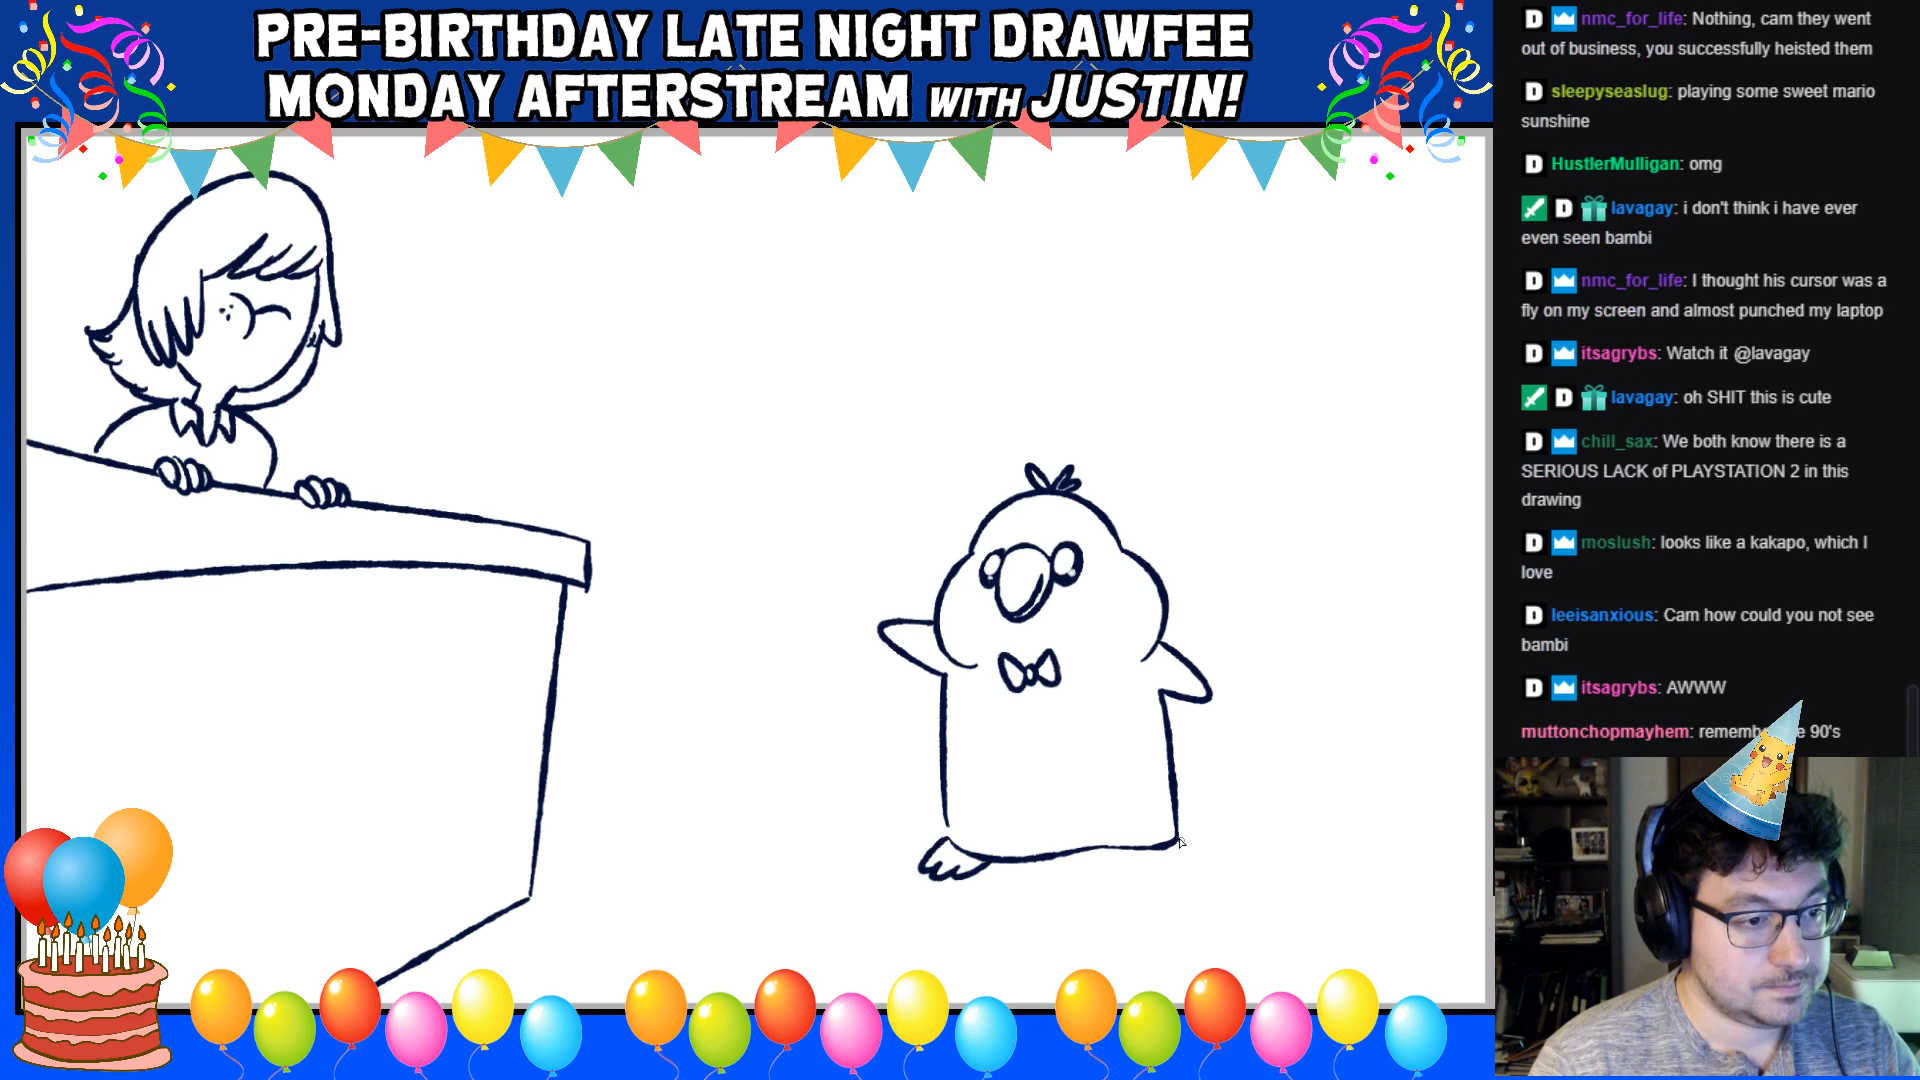 PRE-BIRTHDAY LATE NIGHT DRAWFEE
MONDAY AFTERSTREAM WITH JUSTIN!
D nmc_for_life: Nothing, cam they went
out of business, you successfully heisted them
D sleepyseaslug: playing some sweet mario
sunshine
D HustlerMulligan: omg
D lavagay: i don't think i have ever
even seen bambi
D nmc_for_life: I thought his cursor was a
fly on my screen and almost punched my laptop
D itsagrybs: Watch it @lavagay
D lavagay: oh SHIT this is cute
D chill_sax: We both know there is a
SERIOUS LACK of PLAYSTATION 2 in this
drawing
D moslush: looks like a kakapo, which I
love
D leeisanxious: Cam how could you not see
bambi
D itsagrybs: AWWW
muttonchopmayhem: 90's